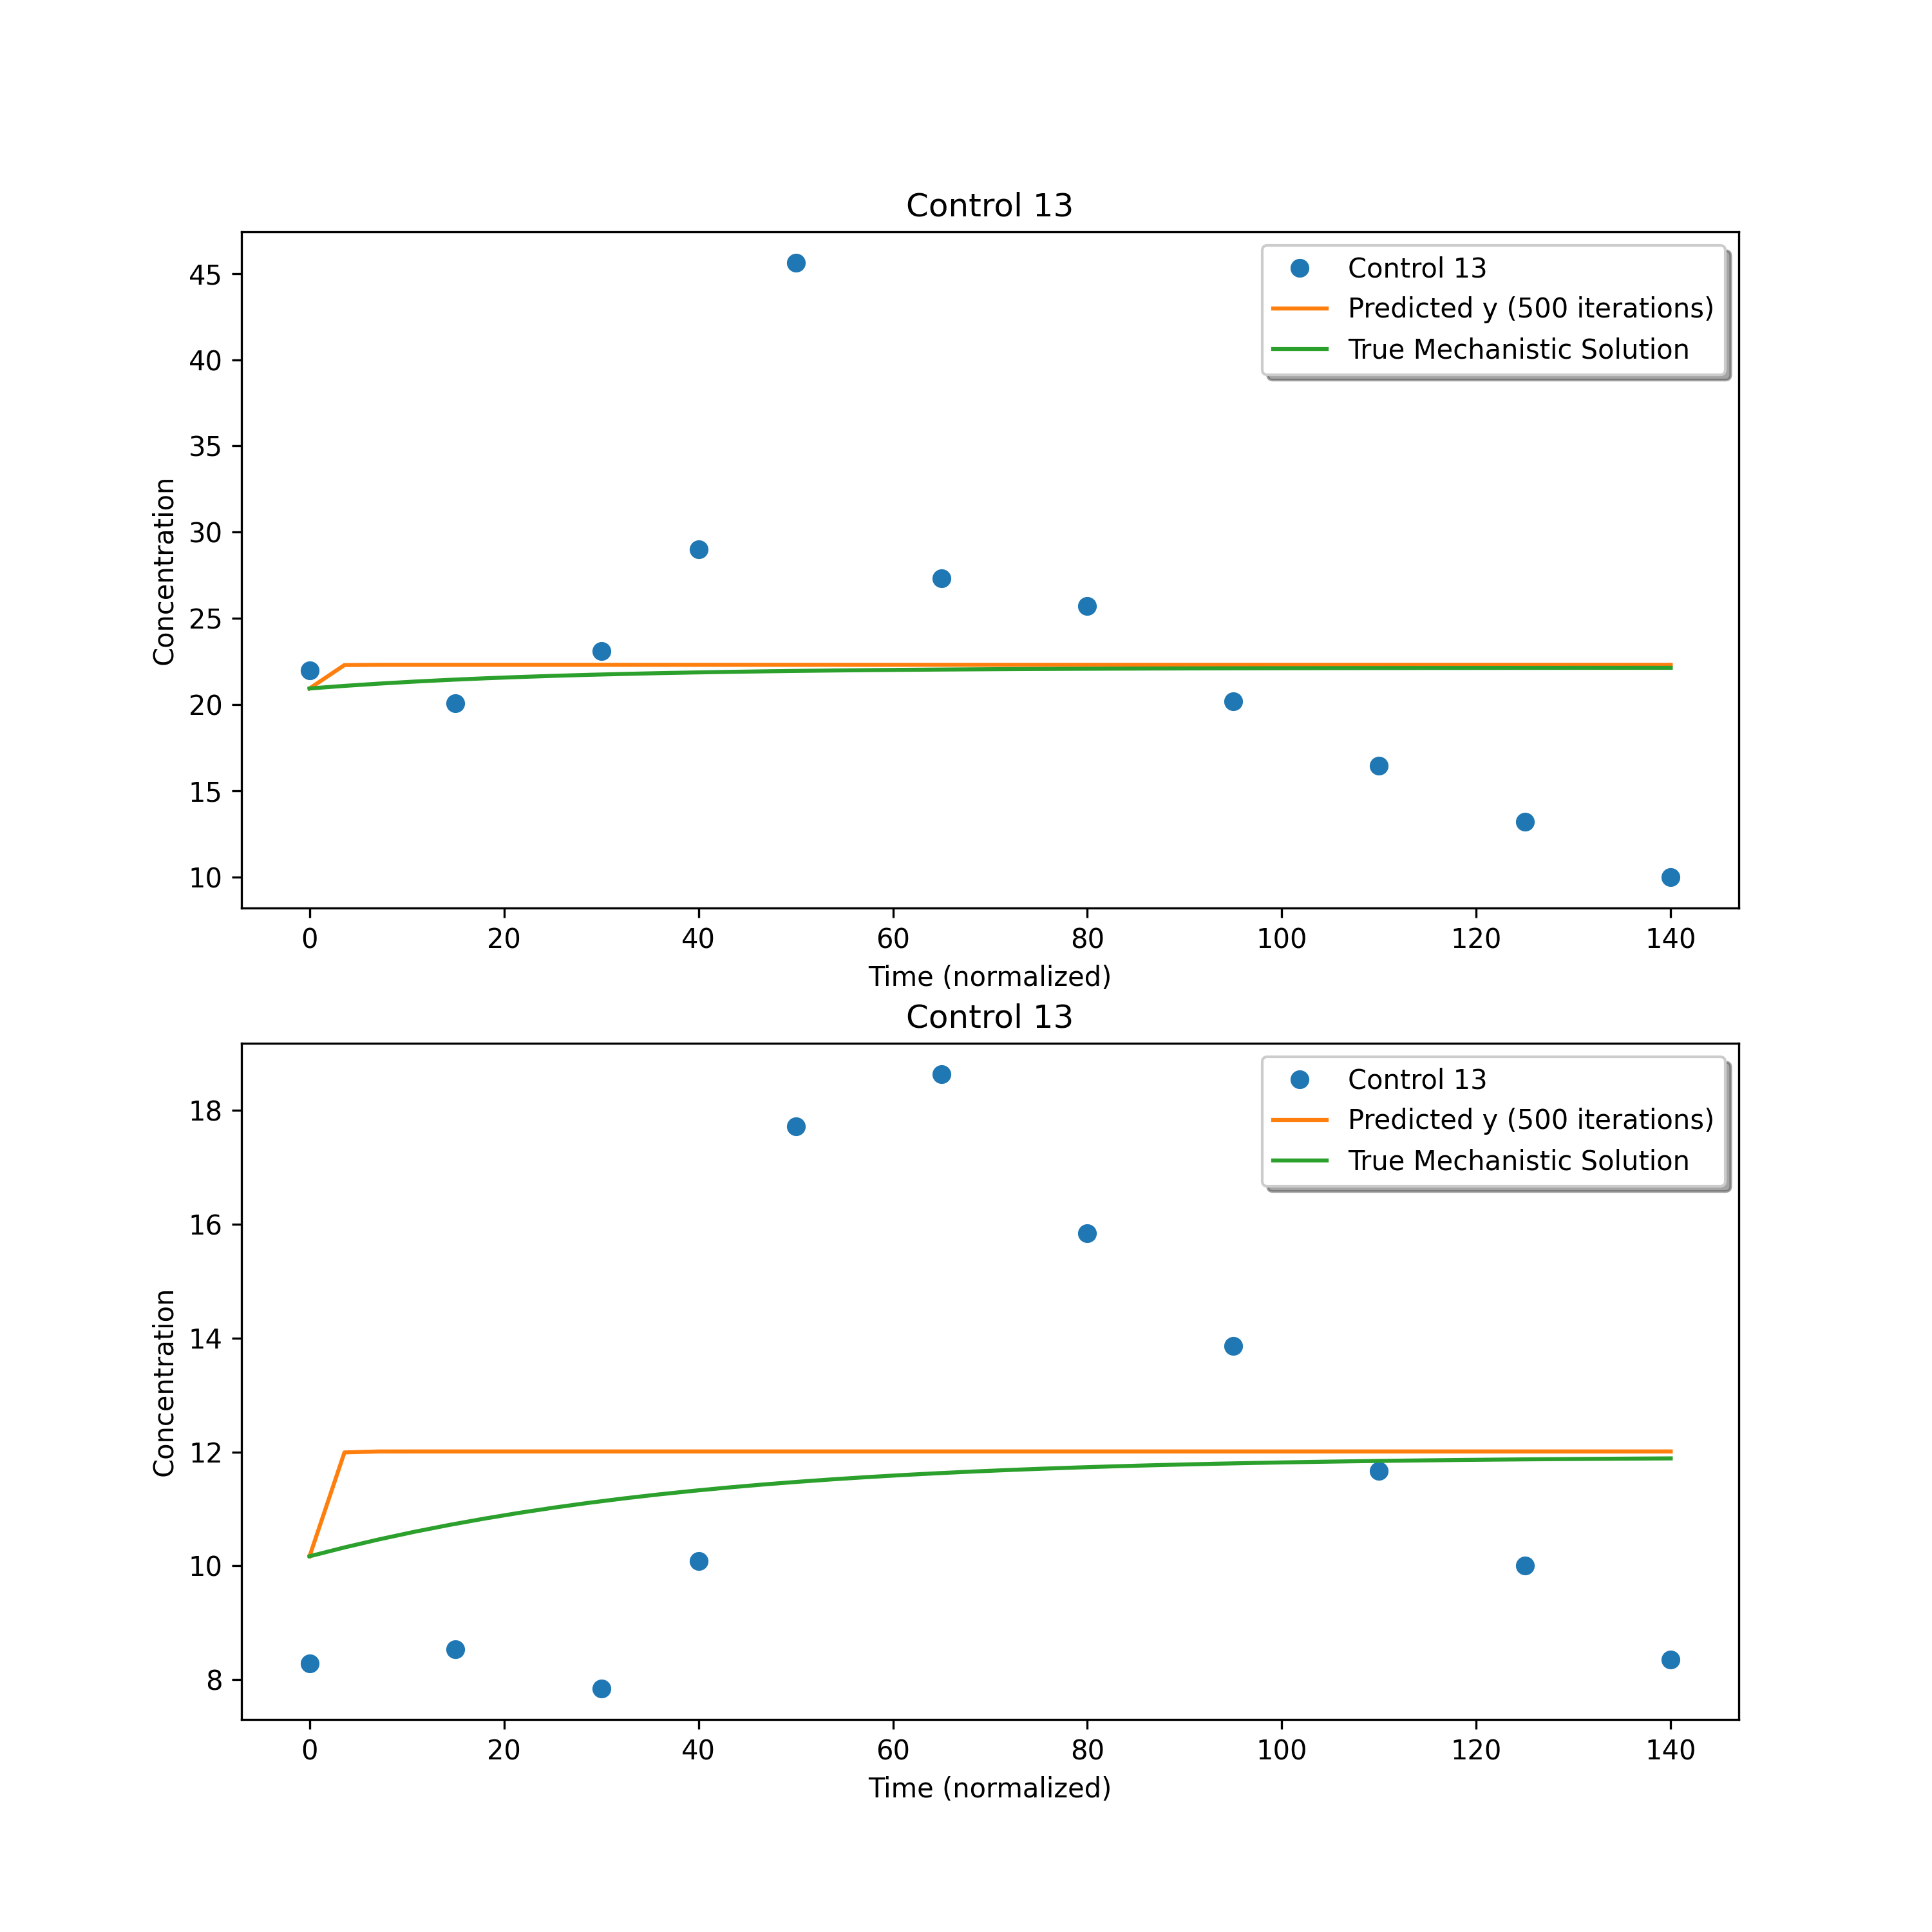 Control 13
45
40
35
30
25
20
15
10
Concentration
Control 13
Predicted y (500 iterations)
True Mechanistic Solution
0 20 40 60 80 100 120 140
Time (normalized)
Control 13
18
16
14
12
10
8
Concentration
Control 13
Predicted y (500 iterations)
True Mechanistic Solution
0 20 40 60 80 100 120 140
Time (normalized)